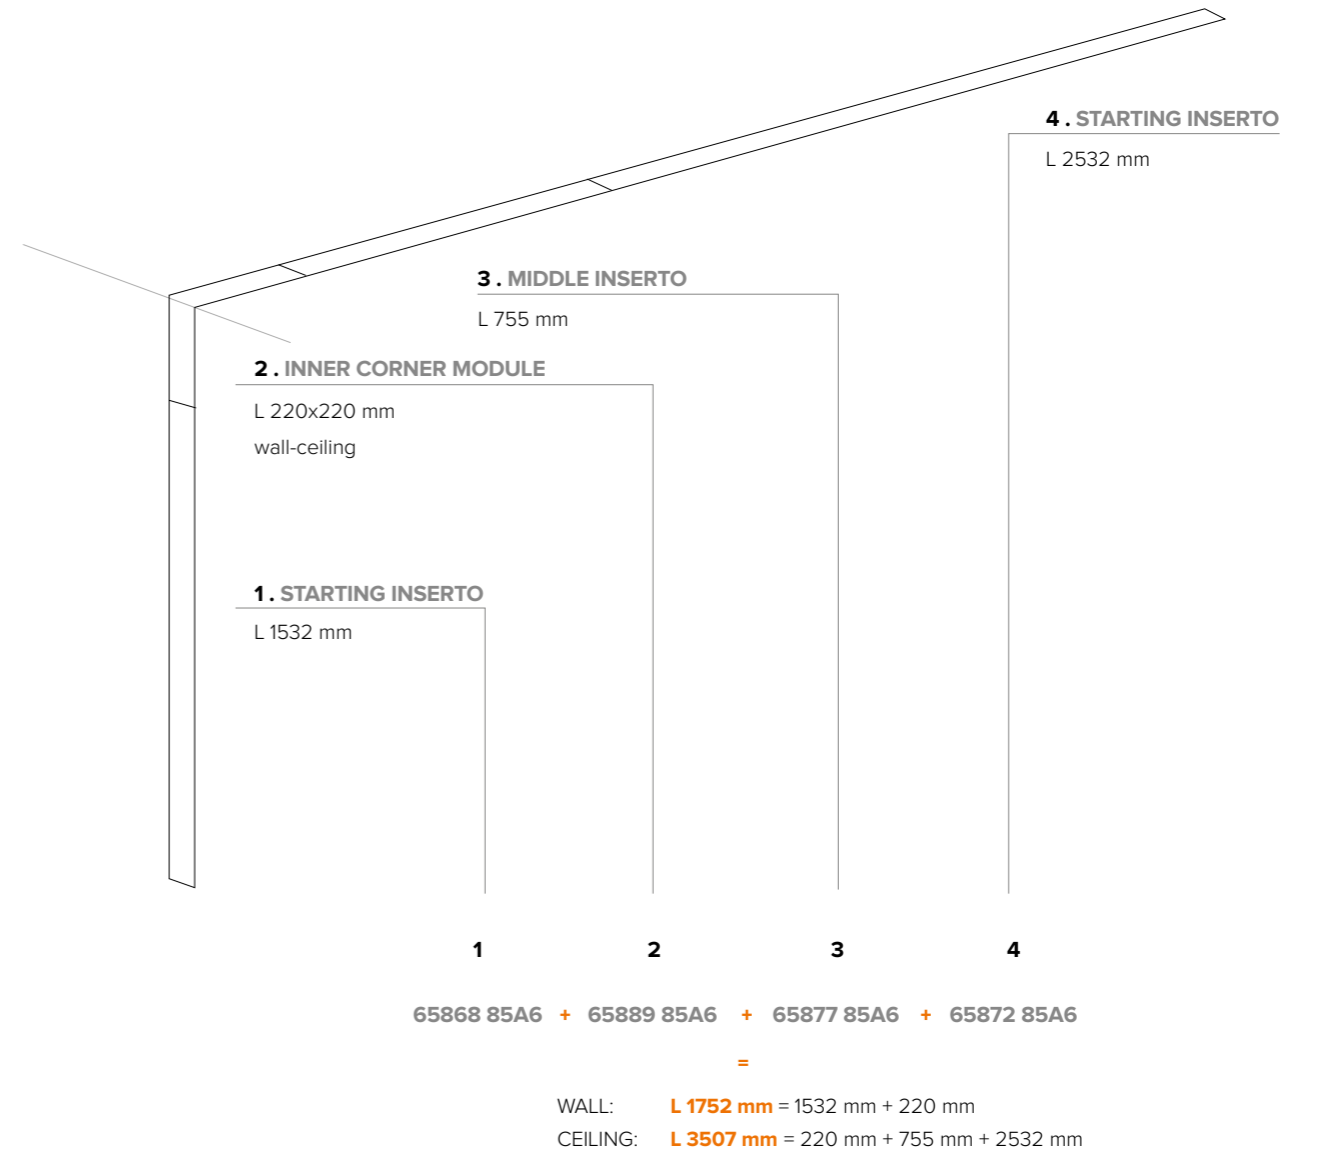 4 . STARTING INSERTO
L 2532 mm
3 . MIDDLE INSERTO
L 755 mm
2 . INNER CORNER MODULE
L 220x220 mm
wall-ceiling
1 . STARTING INSERTO
L 1532 mm
1 2 3 4
65868 85A6 + 65889 85A6 + 65877 85A6 + 65872 85A6
=
WALL: L 1752 mm = 1532 mm + 220 mm
CEILING: L 3507 mm = 220 mm + 755 mm + 2532 mm